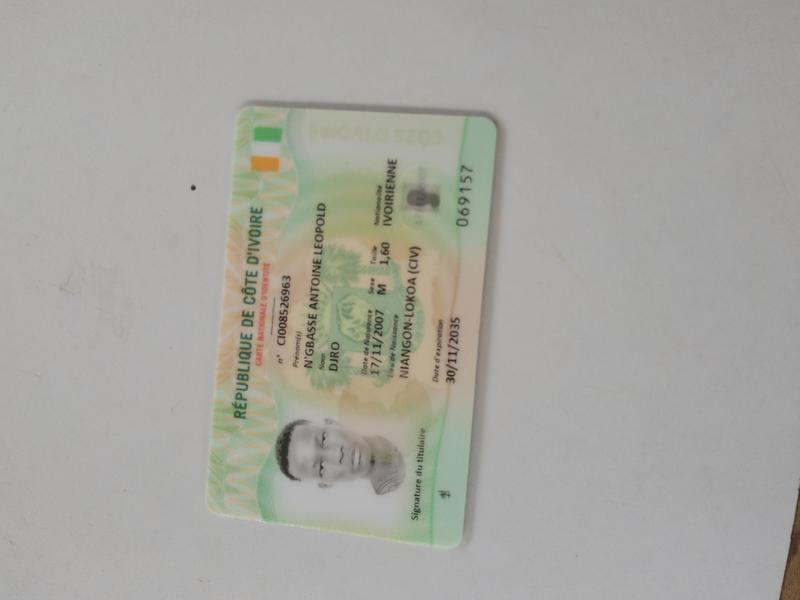 CÔTE D'IVOIRE
RÉPUBLIQUE DE CÔTE D'IVOIRE
CARTE NATIONALE D'IDENTITÉ
n° CI008526963
Prénom(s)
N'GBASSE ANTOINE LEOPOLD
Nom
DJRO
Date de Naissance Sexe Taille Nationalité
17/11/2007 M 1,60 IVOIRIENNE
Lieu de Naissance
NIANGON-LOKOA (CIV)
Date d'expiration
30/11/2035
069157
Signature du titulaire